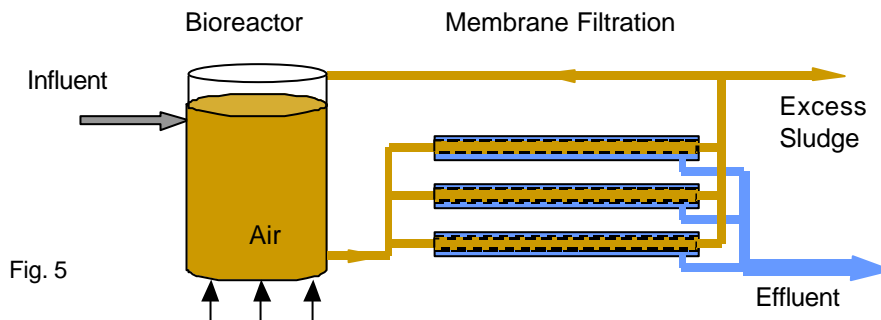 Bioreactor
Membrane Filtration
Influent
Excess
Sludge
Air
Fig. 5
Effluent